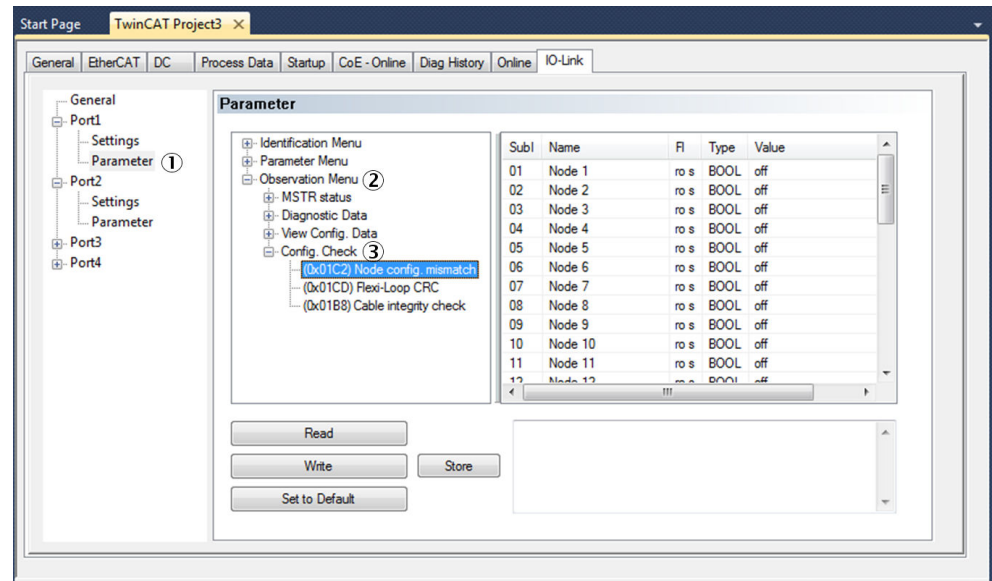 Start Page TwinCAT Project3 ×
General EtherCAT DC Process Data Startup CoE - Online Diag History Online IO-Link
General
Port1
Settings
Parameter ①
Port2
Settings
Parameter
Port3
Port4
Parameter
Identification Menu
Parameter Menu
Observation Menu ②
MSTR status
Diagnostic Data
View Config. Data
Config. Check ③
(0x01C2) Node config. mismatch
(0x01CD) Flexi-Loop CRC
(0x01B8) Cable integrity check
SubI Name Fl Type Value
01 Node 1 ro s BOOL off
02 Node 2 ro s BOOL off
03 Node 3 ro s BOOL off
04 Node 4 ro s BOOL off
05 Node 5 ro s BOOL off
06 Node 6 ro s BOOL off
07 Node 7 ro s BOOL off
08 Node 8 ro s BOOL off
09 Node 9 ro s BOOL off
10 Node 10 ro s BOOL off
11 Node 11 ro s BOOL off
12 Node 12 ro s BOOL off
Read
Write Store
Set to Default